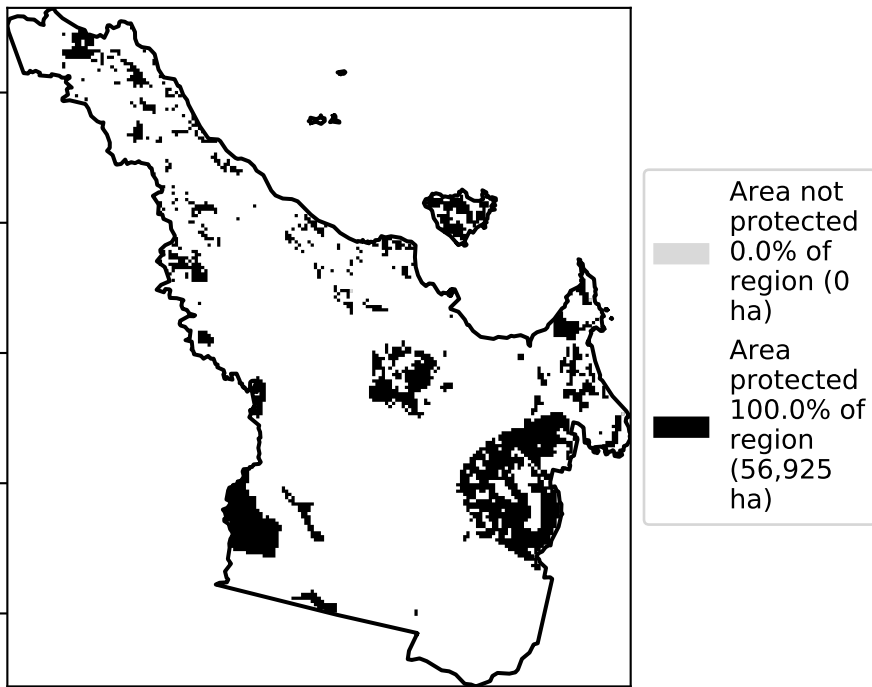 Area not
protected
0.0% of
region (0
ha)
Area
protected
100.0% of
region
(56,925
ha)